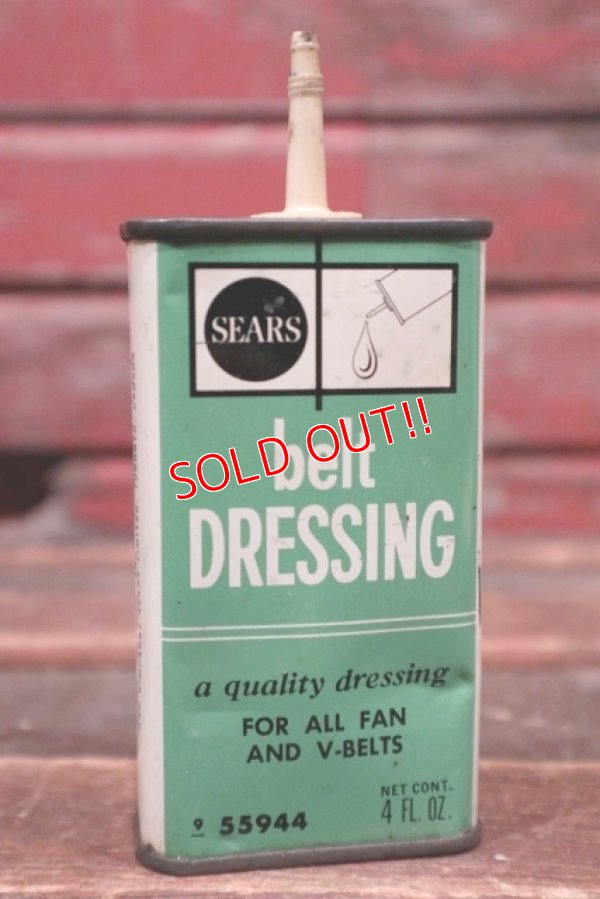 SEARS
SOLD OUT!!
belt
DRESSING
a quality dressing
FOR ALL FAN
AND V-BELTS
NET CONT.
4 FL. OZ.
9 55944